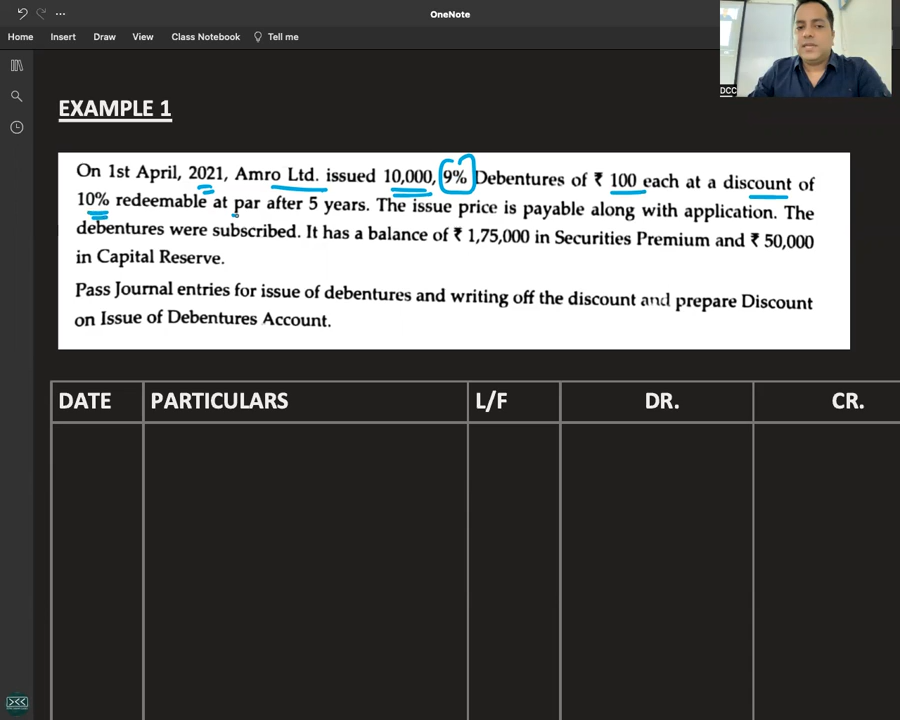 OneNote
Home Insert Draw View Class Notebook Tell me
DCC
EXAMPLE 1
On 1st April, 2021, Amro Ltd. issued 10,000, 9% Debentures of ₹ 100 each at a discount of
10% redeemable at par after 5 years. The issue price is payable along with application. The
debentures were subscribed. It has a balance of ₹ 1,75,000 in Securities Premium and ₹ 50,000
in Capital Reserve.
Pass Journal entries for issue of debentures and writing off the discount and prepare Discount
on Issue of Debentures Account.
DATE PARTICULARS L/F DR. CR.